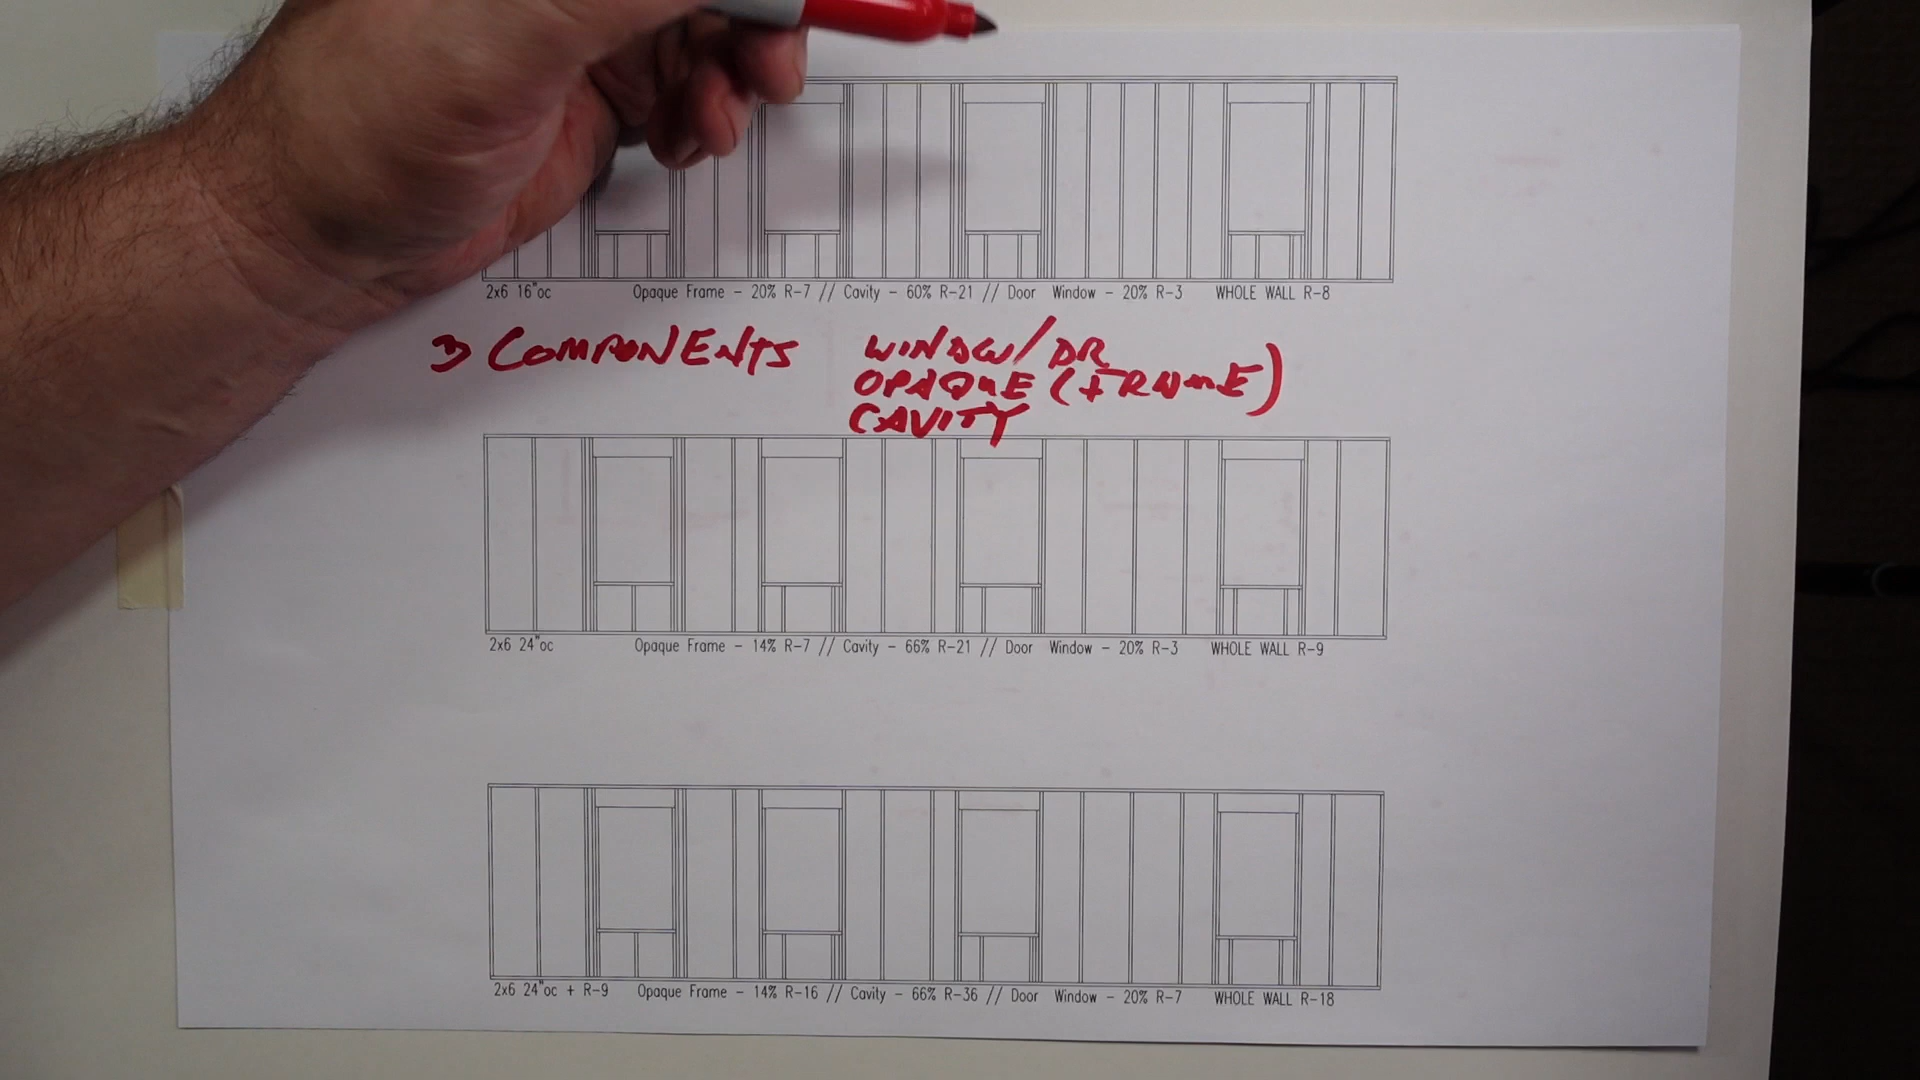 2x6 16"oc Opaque Frame - 20% R-7 // Cavity - 60% R-21 // Door Window - 20% R-3 WHOLE WALL R-8
3 COMPONENTS WINDOW/DR
OPAQUE (FRAME)
CAVITY
2x6 24"oc Opaque Frame - 14% R-7 // Cavity - 66% R-21 // Door Window - 20% R-3 WHOLE WALL R-9
2x6 24"oc + R-9 Opaque Frame - 14% R-16 // Cavity - 66% R-36 // Door Window - 20% R-7 WHOLE WALL R-18